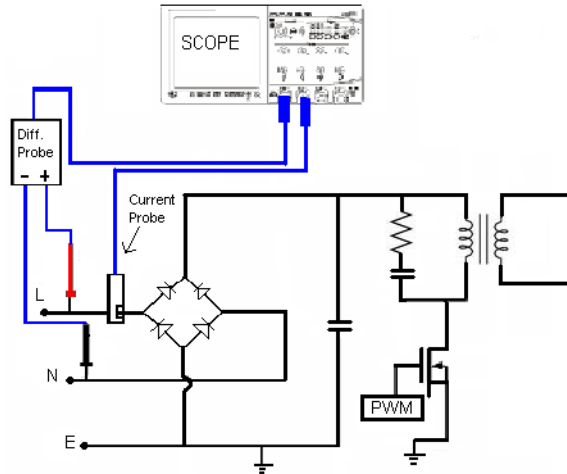 SCOPE
Diff.
Probe
- +
Current
Probe
L
N
PWM
E